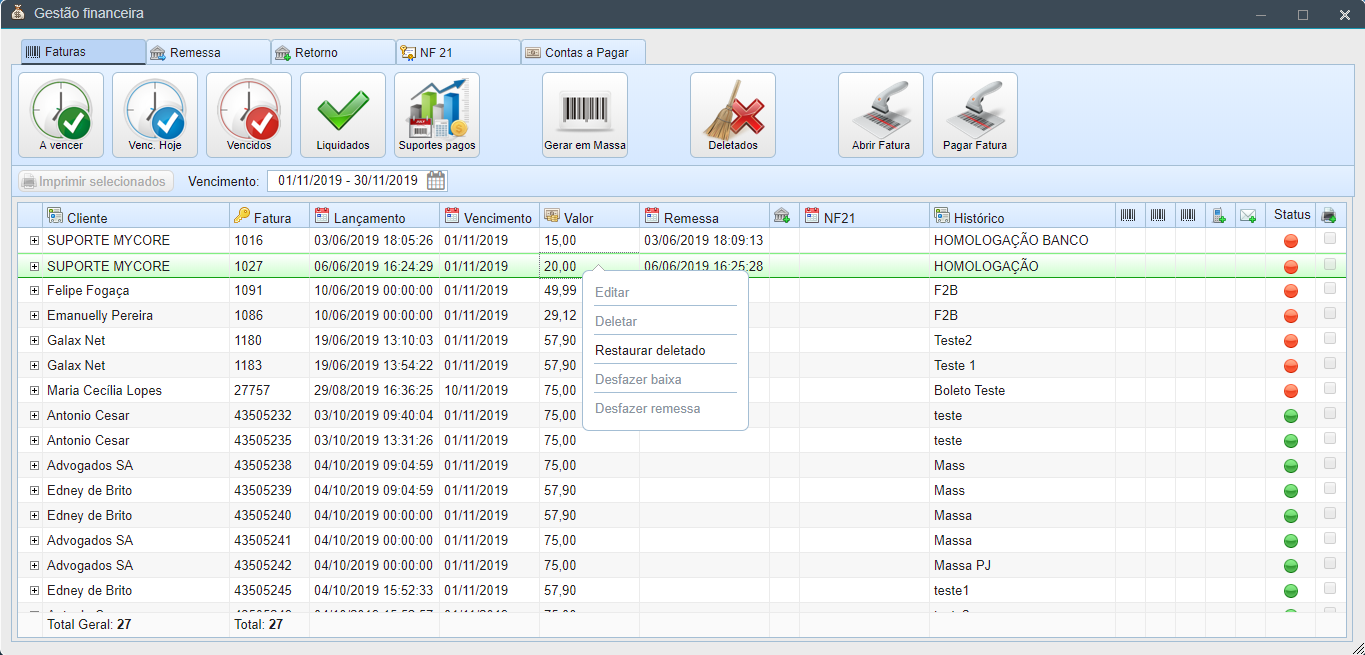 Gestão financeira
Faturas Remessa Retorno NF 21 Contas a Pagar
A vencer Venc. Hoje Vencidos Liquidados Suportes pagos Gerar em Massa Deletados Abrir Fatura Pagar Fatura
Imprimir selecionados Vencimento: 01/11/2019 - 30/11/2019
Cliente Fatura Lançamento Vencimento Valor Remessa NF21 Histórico Status
SUPORTE MYCORE 1016 03/06/2019 18:05:26 01/11/2019 15,00 03/06/2019 18:09:13 HOMOLOGAÇÃO BANCO
SUPORTE MYCORE 1027 06/06/2019 16:24:29 01/11/2019 20,00 06/06/2019 16:25:28 HOMOLOGAÇÃO
Felipe Fogaça 1091 10/06/2019 00:00:00 01/11/2019 49,99 F2B
Emanuelly Pereira 1086 10/06/2019 00:00:00 01/11/2019 29,12 F2B
Galax Net 1180 19/06/2019 13:10:03 01/11/2019 57,90 Teste2
Galax Net 1183 19/06/2019 13:54:22 01/11/2019 57,90 Teste 1
Maria Cecília Lopes 27757 29/08/2019 16:36:25 10/11/2019 75,00 Boleto Teste
Antonio Cesar 43505232 03/10/2019 09:40:04 01/11/2019 75,00 teste
Antonio Cesar 43505235 03/10/2019 13:31:26 01/11/2019 75,00 teste
Advogados SA 43505238 04/10/2019 09:04:59 01/11/2019 75,00 Mass
Edney de Brito 43505239 04/10/2019 09:04:59 01/11/2019 57,90 Mass
Edney de Brito 43505240 04/10/2019 00:00:00 01/11/2019 57,90 Massa
Advogados SA 43505241 04/10/2019 00:00:00 01/11/2019 75,00 Massa
Advogados SA 43505242 04/10/2019 00:00:00 01/11/2019 75,00 Massa PJ
Edney de Brito 43505245 04/10/2019 15:52:33 01/11/2019 57,90 teste1
Total Geral: 27 Total: 27
Editar
Deletar
Restaurar deletado
Desfazer baixa
Desfazer remessa